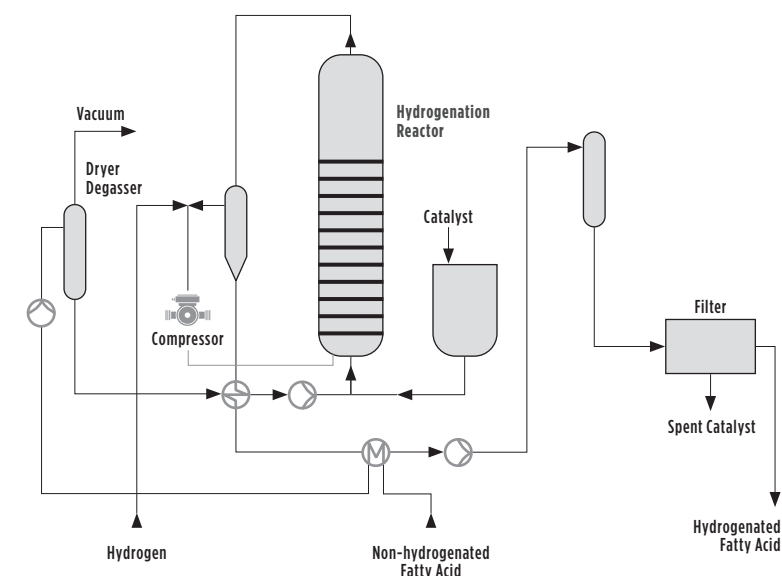 Vacuum
Dryer
Degasser
Hydrogenation
Reactor
Catalyst
Compressor
Filter
Spent Catalyst
Hydrogen
Non-hydrogenated
Fatty Acid
Hydrogenated
Fatty Acid